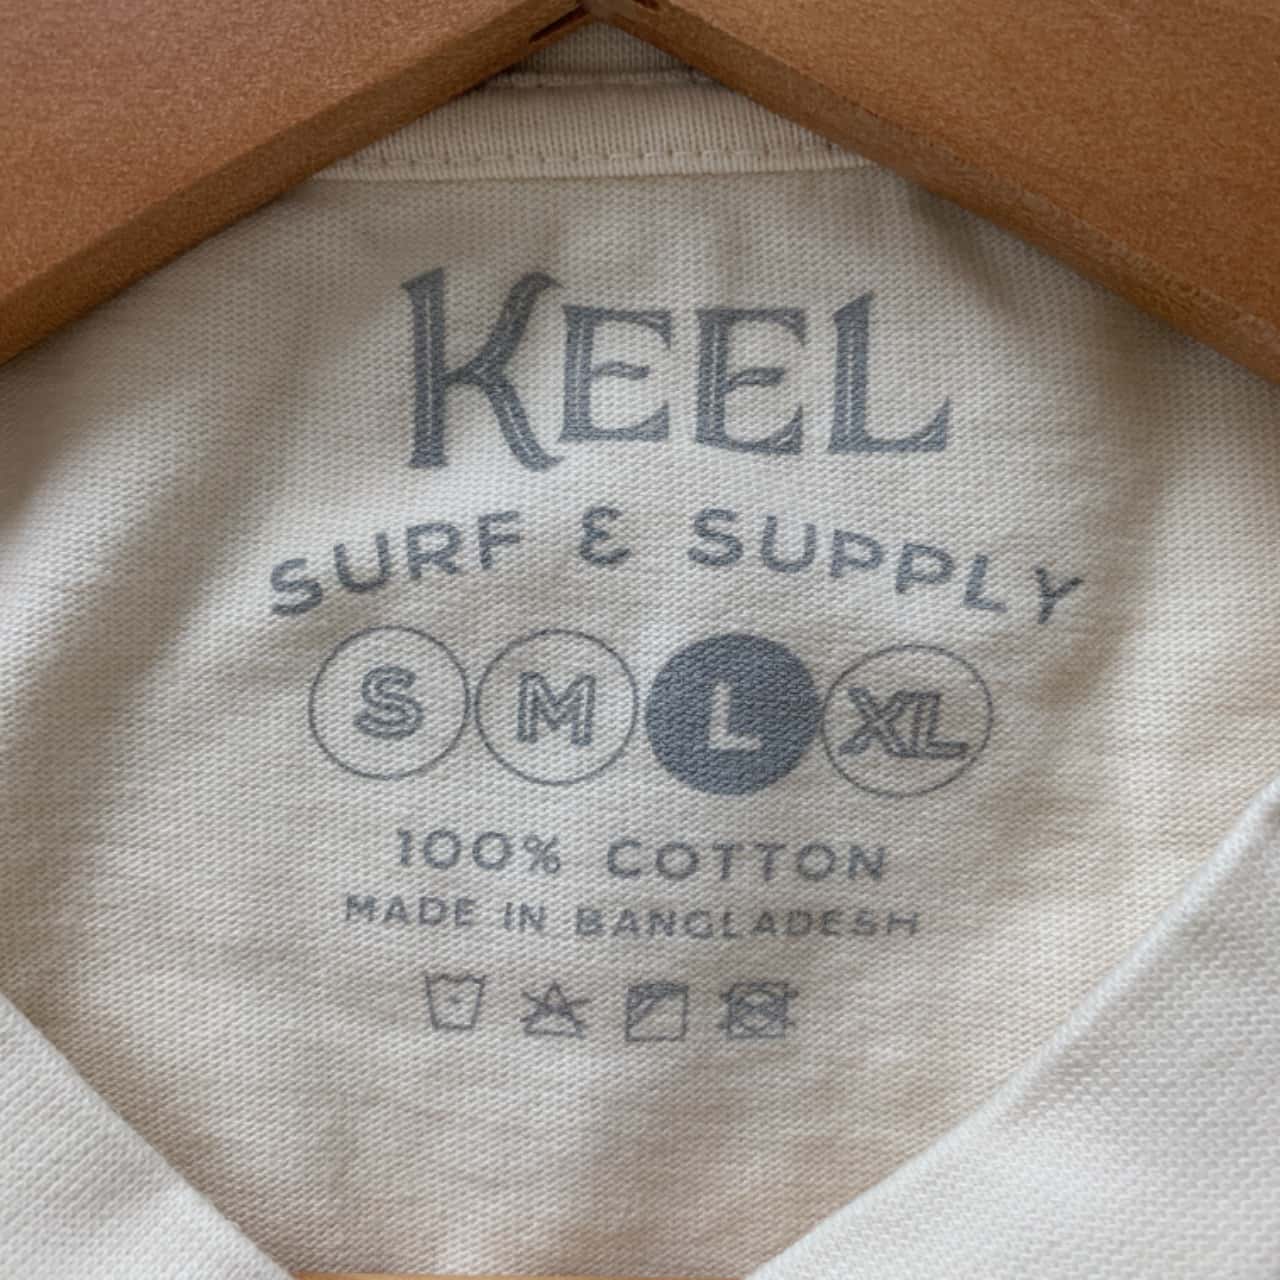 KEEL
SURF & SUPPLY
S M L XL
100% COTTON
MADE IN BANGLADESH